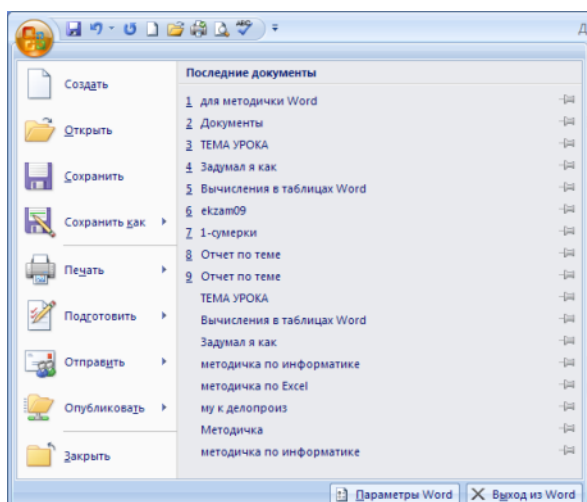 Д
Создать
Открыть
Сохранить
Сохранить как
Печать
Подготовить
Отправить
Опубликовать
Закрыть
Последние документы
1 для методички Word
2 Документы
3 ТЕМА УРОКА
4 Задумал я как
5 Вычисления в таблицах Word
6 ekzam09
7 1-сумерки
8 Отчет по теме
9 Отчет по теме
ТЕМА УРОКА
Вычисления в таблицах Word
Задумал я как
методичка по информатике
методичка по Excel
му к делопроиз
Методичка
методичка по информатике
Параметры Word
Выход из Word